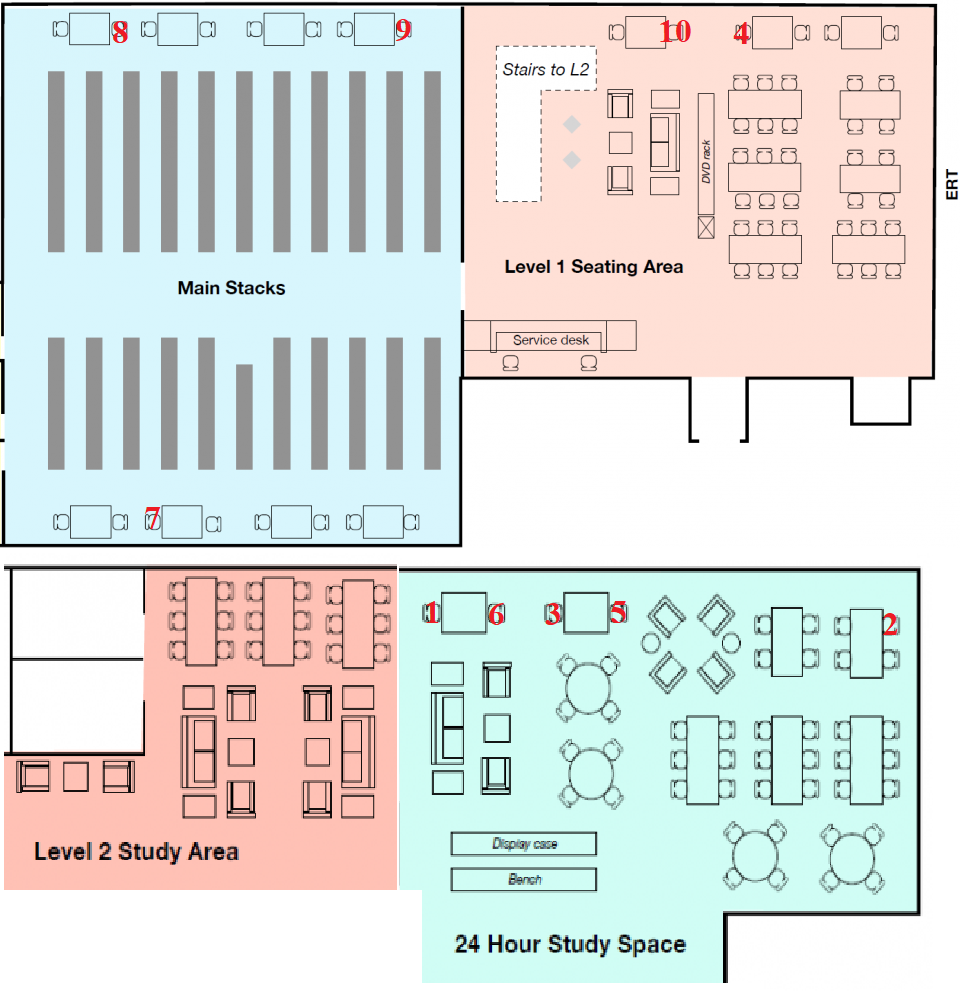 8
9
10
4
Stairs to L2
DVD rack
ERT
Level 1 Seating Area
Main Stacks
Service desk
7
1
6
3
5
2
Level 2 Study Area
Display case
Bench
24 Hour Study Space